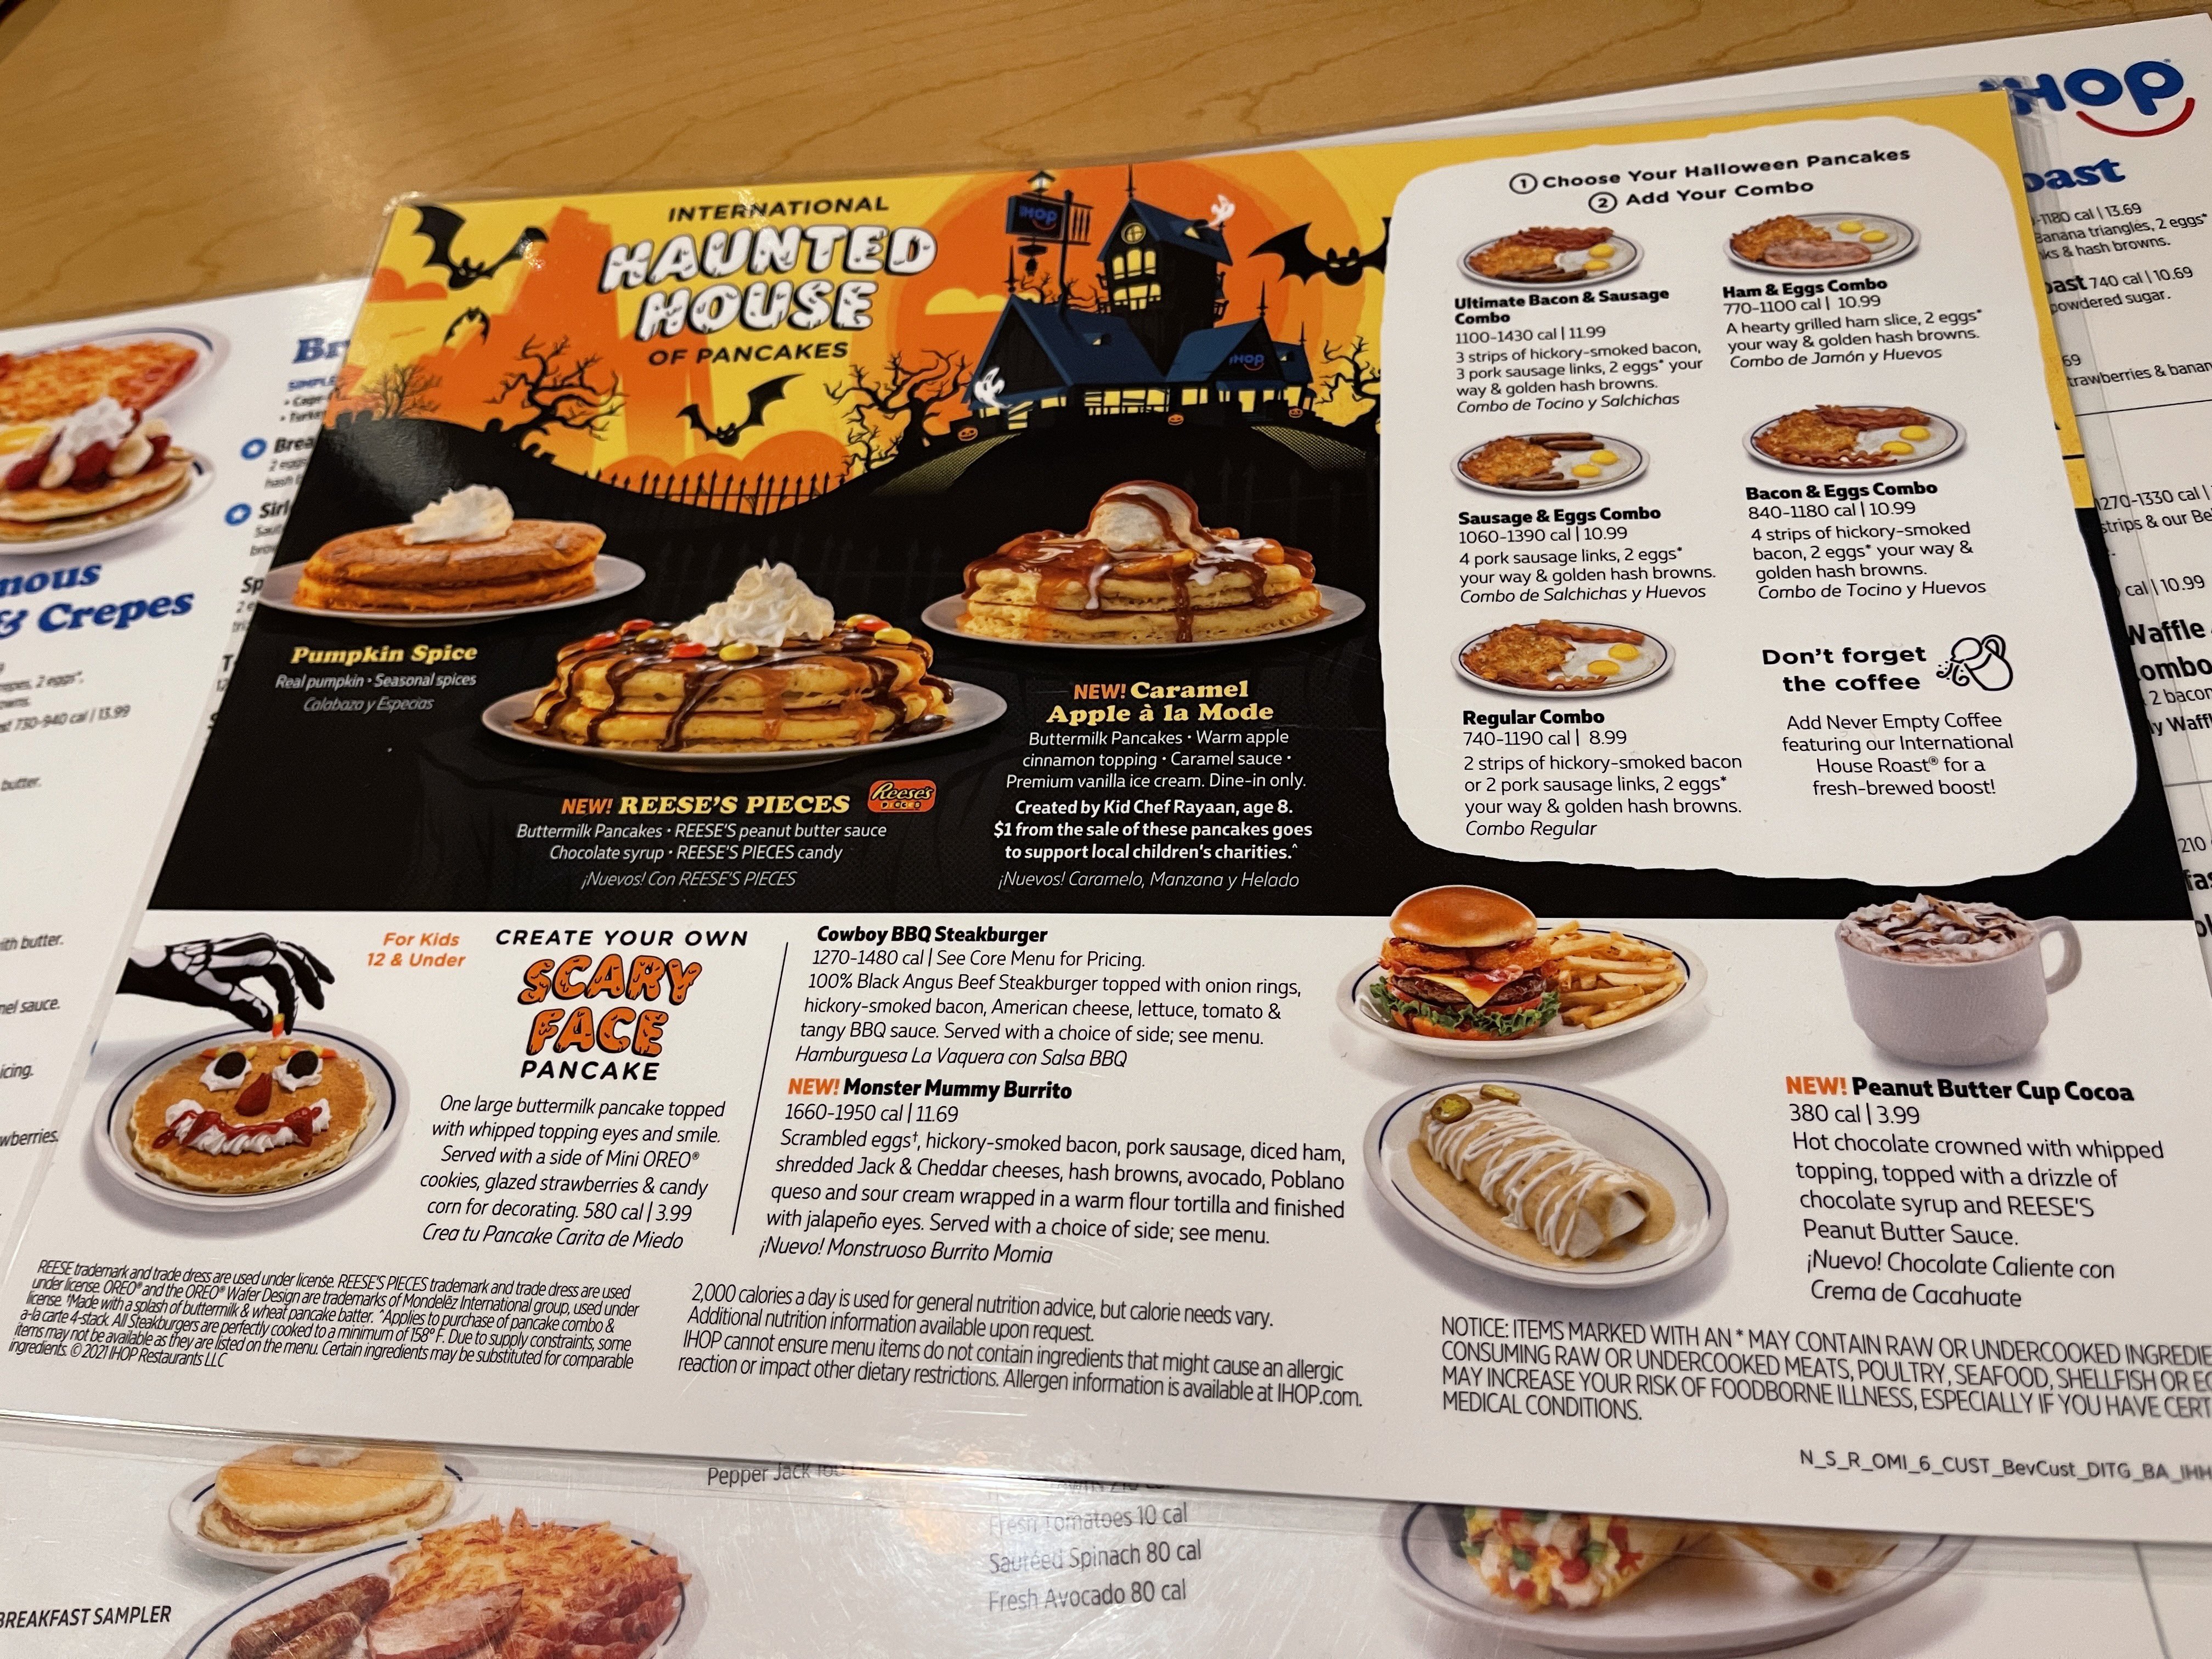 INTERNATIONAL
HAUNTED
HOUSE
OF PANCAKES
IHOP
IHOP
Pumpkin Spice
Real pumpkin • Seasonal spices
Calabaza y Especias
NEW! REESE'S PIECES
Reese's
PIECES
Buttermilk Pancakes • REESE'S peanut butter sauce
Chocolate syrup • REESE'S PIECES candy
¡Nuevos! Con REESE'S PIECES
NEW! Caramel
Apple à la Mode
Buttermilk Pancakes • Warm apple
cinnamon topping • Caramel sauce •
Premium vanilla ice cream. Dine-in only.
Created by Kid Chef Rayaan, age 8.
$1 from the sale of these pancakes goes
to support local children's charities.^
¡Nuevos! Caramelo, Manzana y Helado
1 Choose Your Halloween Pancakes
2 Add Your Combo
Ultimate Bacon & Sausage
Combo
1100-1430 cal | 11.99
3 strips of hickory-smoked bacon,
3 pork sausage links, 2 eggs* your
way & golden hash browns.
Combo de Tocino y Salchichas
Ham & Eggs Combo
770-1100 cal | 10.99
A hearty grilled ham slice, 2 eggs*
your way & golden hash browns.
Combo de Jamón y Huevos
Sausage & Eggs Combo
1060-1390 cal | 10.99
4 pork sausage links, 2 eggs*
your way & golden hash browns.
Combo de Salchichas y Huevos
Bacon & Eggs Combo
840-1180 cal | 10.99
4 strips of hickory-smoked
bacon, 2 eggs* your way &
golden hash browns.
Combo de Tocino y Huevos
Regular Combo
740-1190 cal | 8.99
2 strips of hickory-smoked bacon
or 2 pork sausage links, 2 eggs*
your way & golden hash browns.
Combo Regular
Don't forget
the coffee
Add Never Empty Coffee
featuring our International
House Roast® for a
fresh-brewed boost!
For Kids
12 & Under
CREATE YOUR OWN
SCARY
FACE
PANCAKE
One large buttermilk pancake topped
with whipped topping eyes and smile.
Served with a side of Mini OREO®
cookies, glazed strawberries & candy
corn for decorating. 580 cal | 3.99
Crea tu Pancake Carita de Miedo
Cowboy BBQ Steakburger
1270-1480 cal | See Core Menu for Pricing.
100% Black Angus Beef Steakburger topped with onion rings,
hickory-smoked bacon, American cheese, lettuce, tomato &
tangy BBQ sauce. Served with a choice of side; see menu.
Hamburguesa La Vaquera con Salsa BBQ
NEW! Monster Mummy Burrito
1660-1950 cal | 11.69
Scrambled eggs†, hickory-smoked bacon, pork sausage, diced ham,
shredded Jack & Cheddar cheeses, hash browns, avocado, Poblano
queso and sour cream wrapped in a warm flour tortilla and finished
with jalapeño eyes. Served with a choice of side; see menu.
¡Nuevo! Monstruoso Burrito Momia
NEW! Peanut Butter Cup Cocoa
380 cal | 3.99
Hot chocolate crowned with whipped
topping, topped with a drizzle of
chocolate syrup and REESE'S
Peanut Butter Sauce.
¡Nuevo! Chocolate Caliente con
Crema de Cacahuate
REESE trademark and trade dress are used under license. REESE'S PIECES trademark and trade dress are used
under license. OREO® and the OREO® Wafer Design are trademarks of Mondelēz International group, used under
license. †Made with a splash of buttermilk & wheat pancake batter. ^Applies to purchase of pancake combo &
a-la carte 4-stack. All Steakburgers are perfectly cooked to a minimum of 158° F. Due to supply constraints, some
items may not be available as they are listed on the menu. Certain ingredients may be substituted for comparable
ingredients. © 2021 IHOP Restaurants LLC
2,000 calories a day is used for general nutrition advice, but calorie needs vary.
Additional nutrition information available upon request.
IHOP cannot ensure menu items do not contain ingredients that might cause an allergic
reaction or impact other dietary restrictions. Allergen information is available at IHOP.com.
NOTICE: ITEMS MARKED WITH AN * MAY CONTAIN RAW OR UNDERCOOKED INGREDIE
CONSUMING RAW OR UNDERCOOKED MEATS, POULTRY, SEAFOOD, SHELLFISH OR EG
MAY INCREASE YOUR RISK OF FOODBORNE ILLNESS, ESPECIALLY IF YOU HAVE CERT
MEDICAL CONDITIONS.
N_S_R_OMI_6_CUST_BevCust_DITG_BA_IHH
IHOP
oast
-1180 cal | 13.69
Banana triangles, 2 eggs*
ks & hash browns.
oast 740 cal | 10.69
powdered sugar.
69
trawberries & banan
1270-1330 cal |
strips & our Be
cal | 10.99
Waffle
ombo
2 bacon
y Waff
210
Br
SIMPLE
Brea
2 eggs
Sirl
Sp
nous
& Crepes
epes, 2 eggs*.
730-940 cal | 13.99
butter.
ith butter.
mel sauce.
icing.
wberries.
Pepper Jack
Fresh Tomatoes 10 cal
Sautéed Spinach 80 cal
Fresh Avocado 80 cal
BREAKFAST SAMPLER